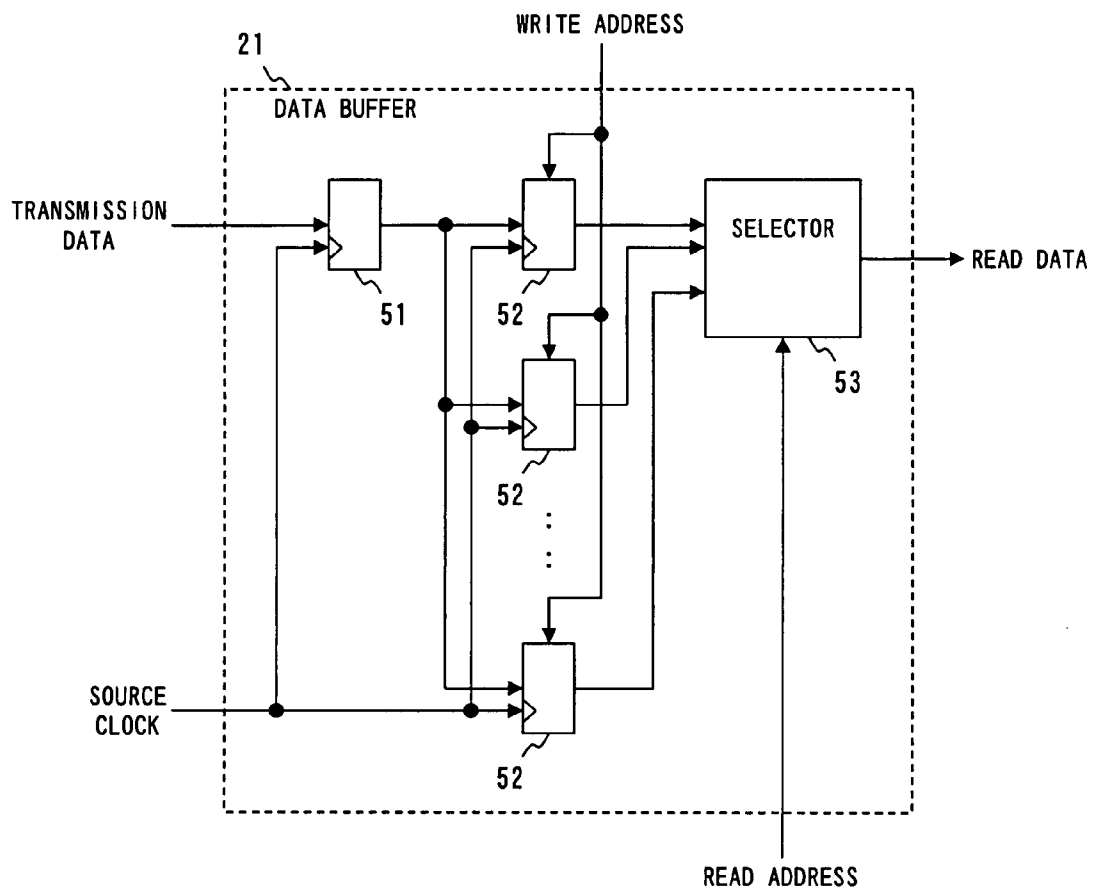 WRITE ADDRESS
21
DATA BUFFER
TRANSMISSION
DATA
SELECTOR
READ DATA
51
52
53
52
SOURCE
CLOCK
52
READ ADDRESS